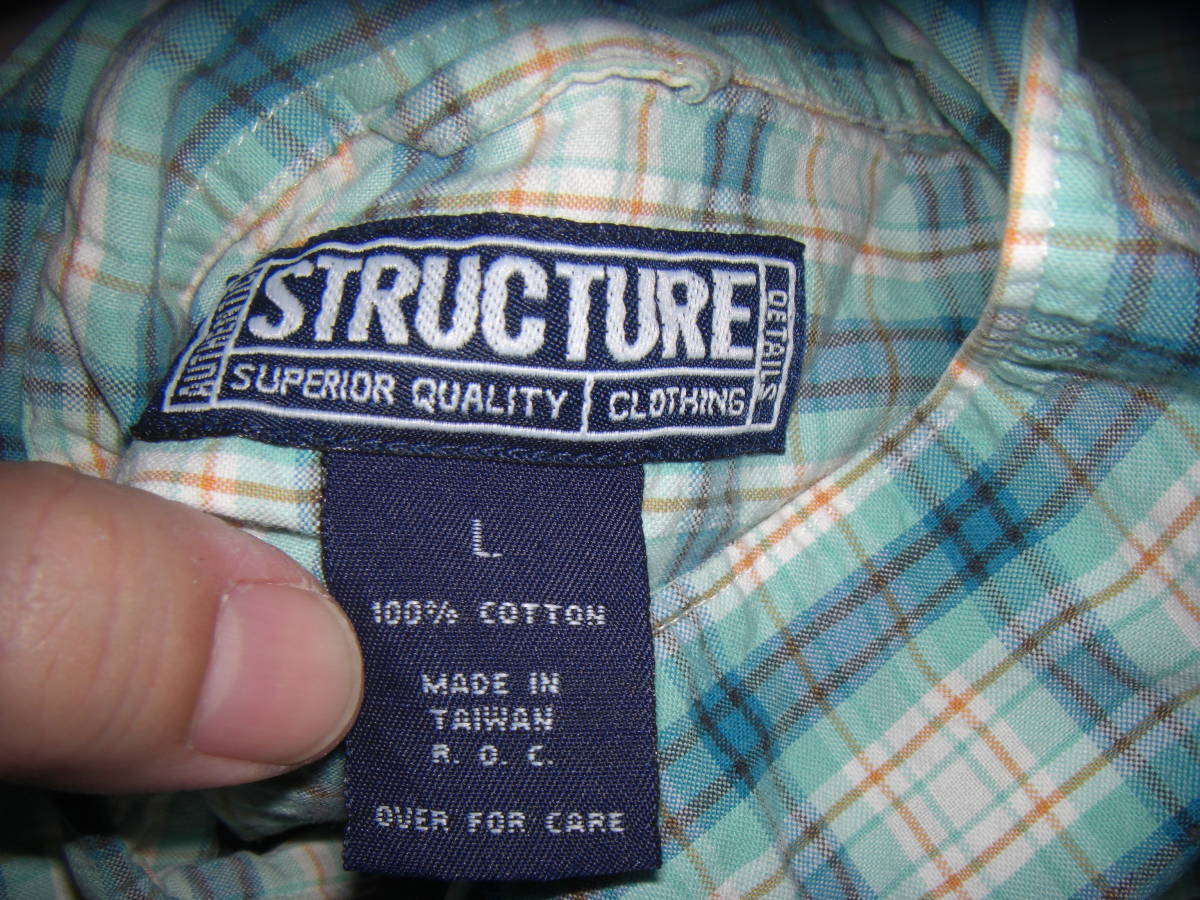 AUTHENTIC
STRUCTURE
DETAILS
SUPERIOR QUALITY
CLOTHING
L
100% COTTON
MADE IN
TAIWAN
R. O. C.
OVER FOR CARE